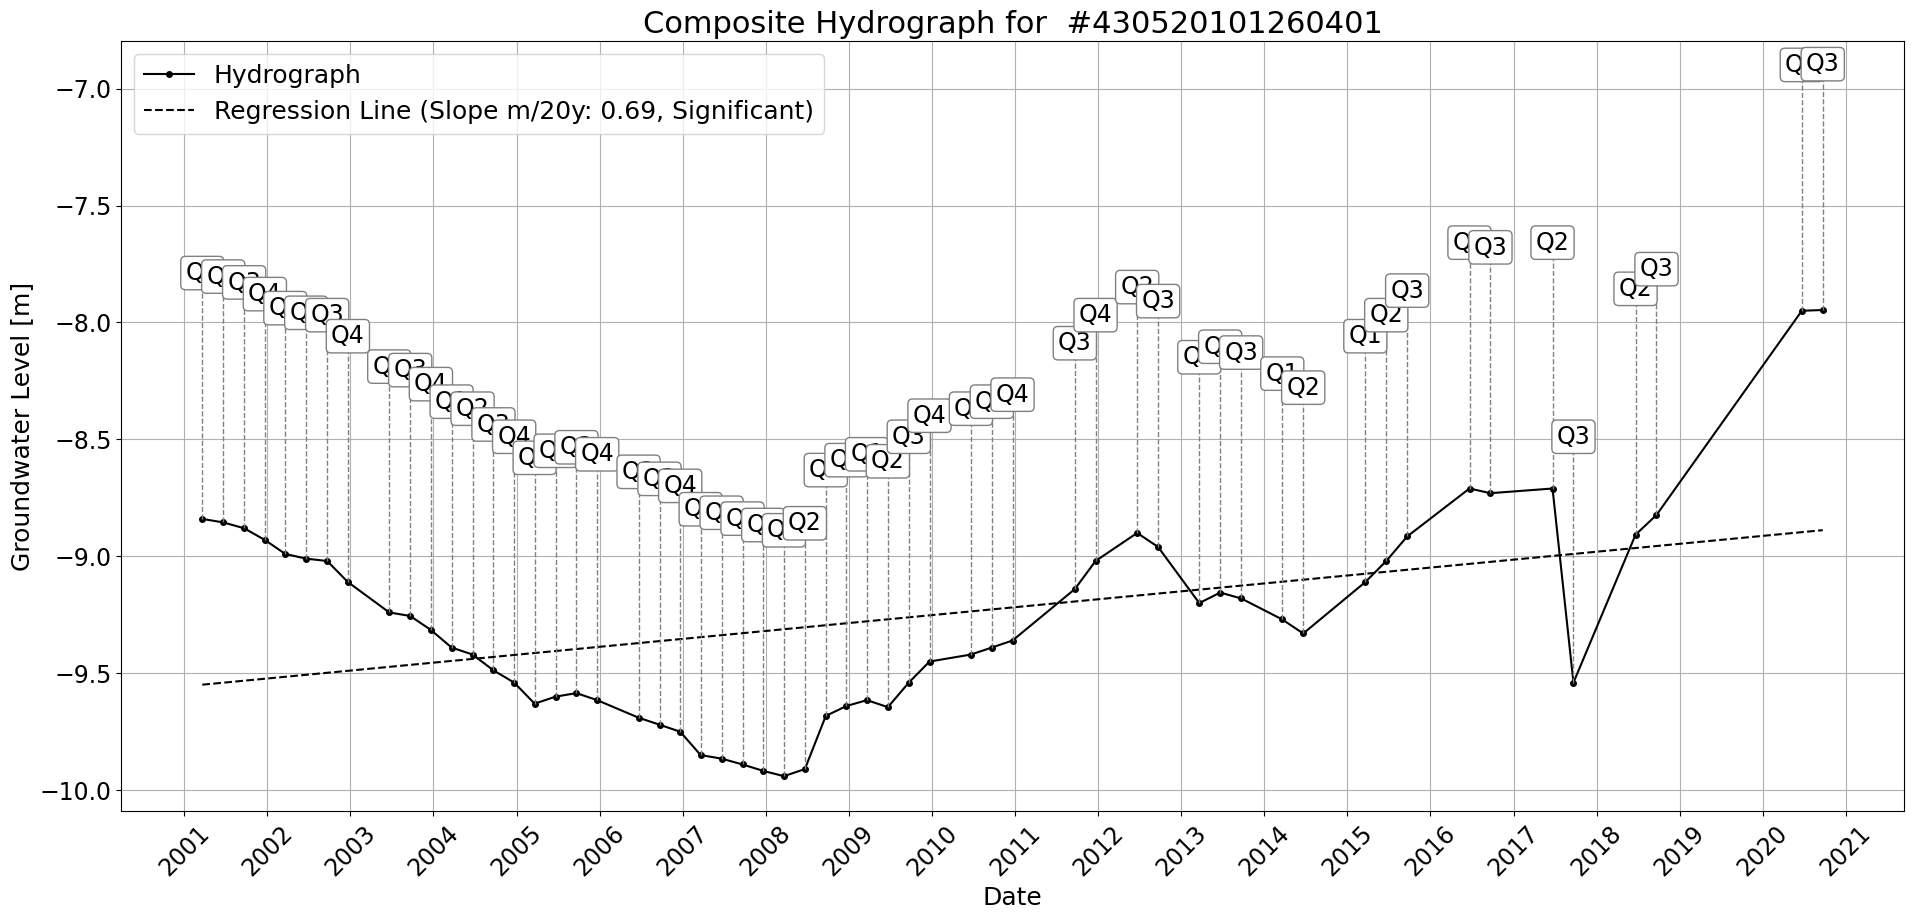 Composite Hydrograph for #430520101260401
Hydrograph
Regression Line (Slope m/20y: 0.69, Significant)
Groundwater Level [m]
−7.0
−7.5
−8.0
−8.5
−9.0
−9.5
−10.0
Q3
Q4
Q3
Q4
Q3
Q4
Q2
Q3
Q4
Q4
Q4
Q2
Q2
Q3
Q4
Q4
Q3
Q4
Q3
Q3
Q1
Q2
Q1
Q2
Q3
Q3
Q2
Q3
Q2
Q3
Q3
2001
2002
2003
2004
2005
2006
2007
2008
2009
2010
2011
2012
2013
2014
2015
2016
2017
2018
2019
2020
2021
Date